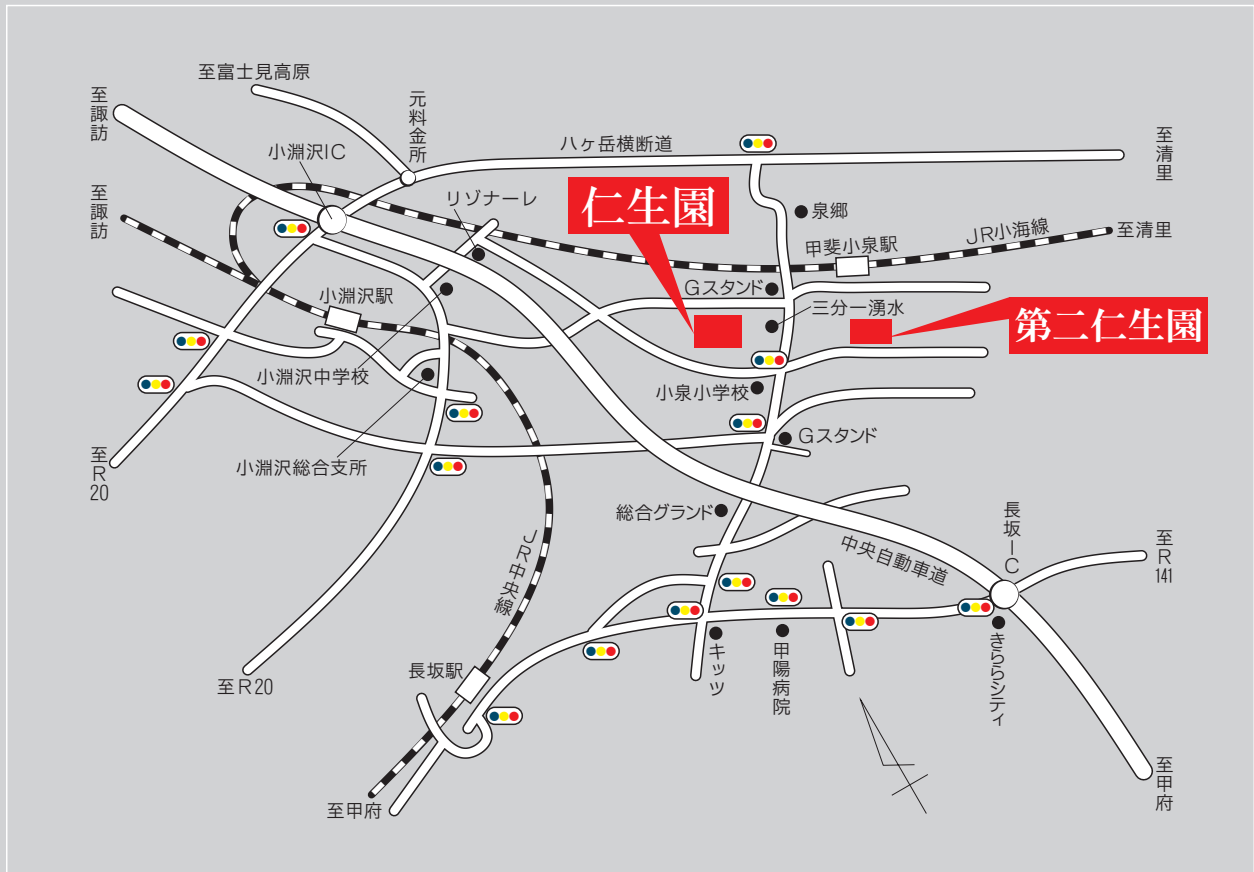 至富士見高原
至諏訪
元料金所
小淵沢IC
八ヶ岳横断道
至清里
リゾナーレ
仁生園
泉郷
至諏訪
甲斐小泉駅
JR小海線
至清里
小淵沢駅
Gスタンド
三分一湧水
第二仁生園
小淵沢中学校
小泉小学校
Gスタンド
小淵沢総合支所
至R20
総合グランド
中央自動車道
長坂IC
至R141
JR中央線
長坂駅
至R20
キッツ
甲陽病院
きららシティ
至甲府
至甲府